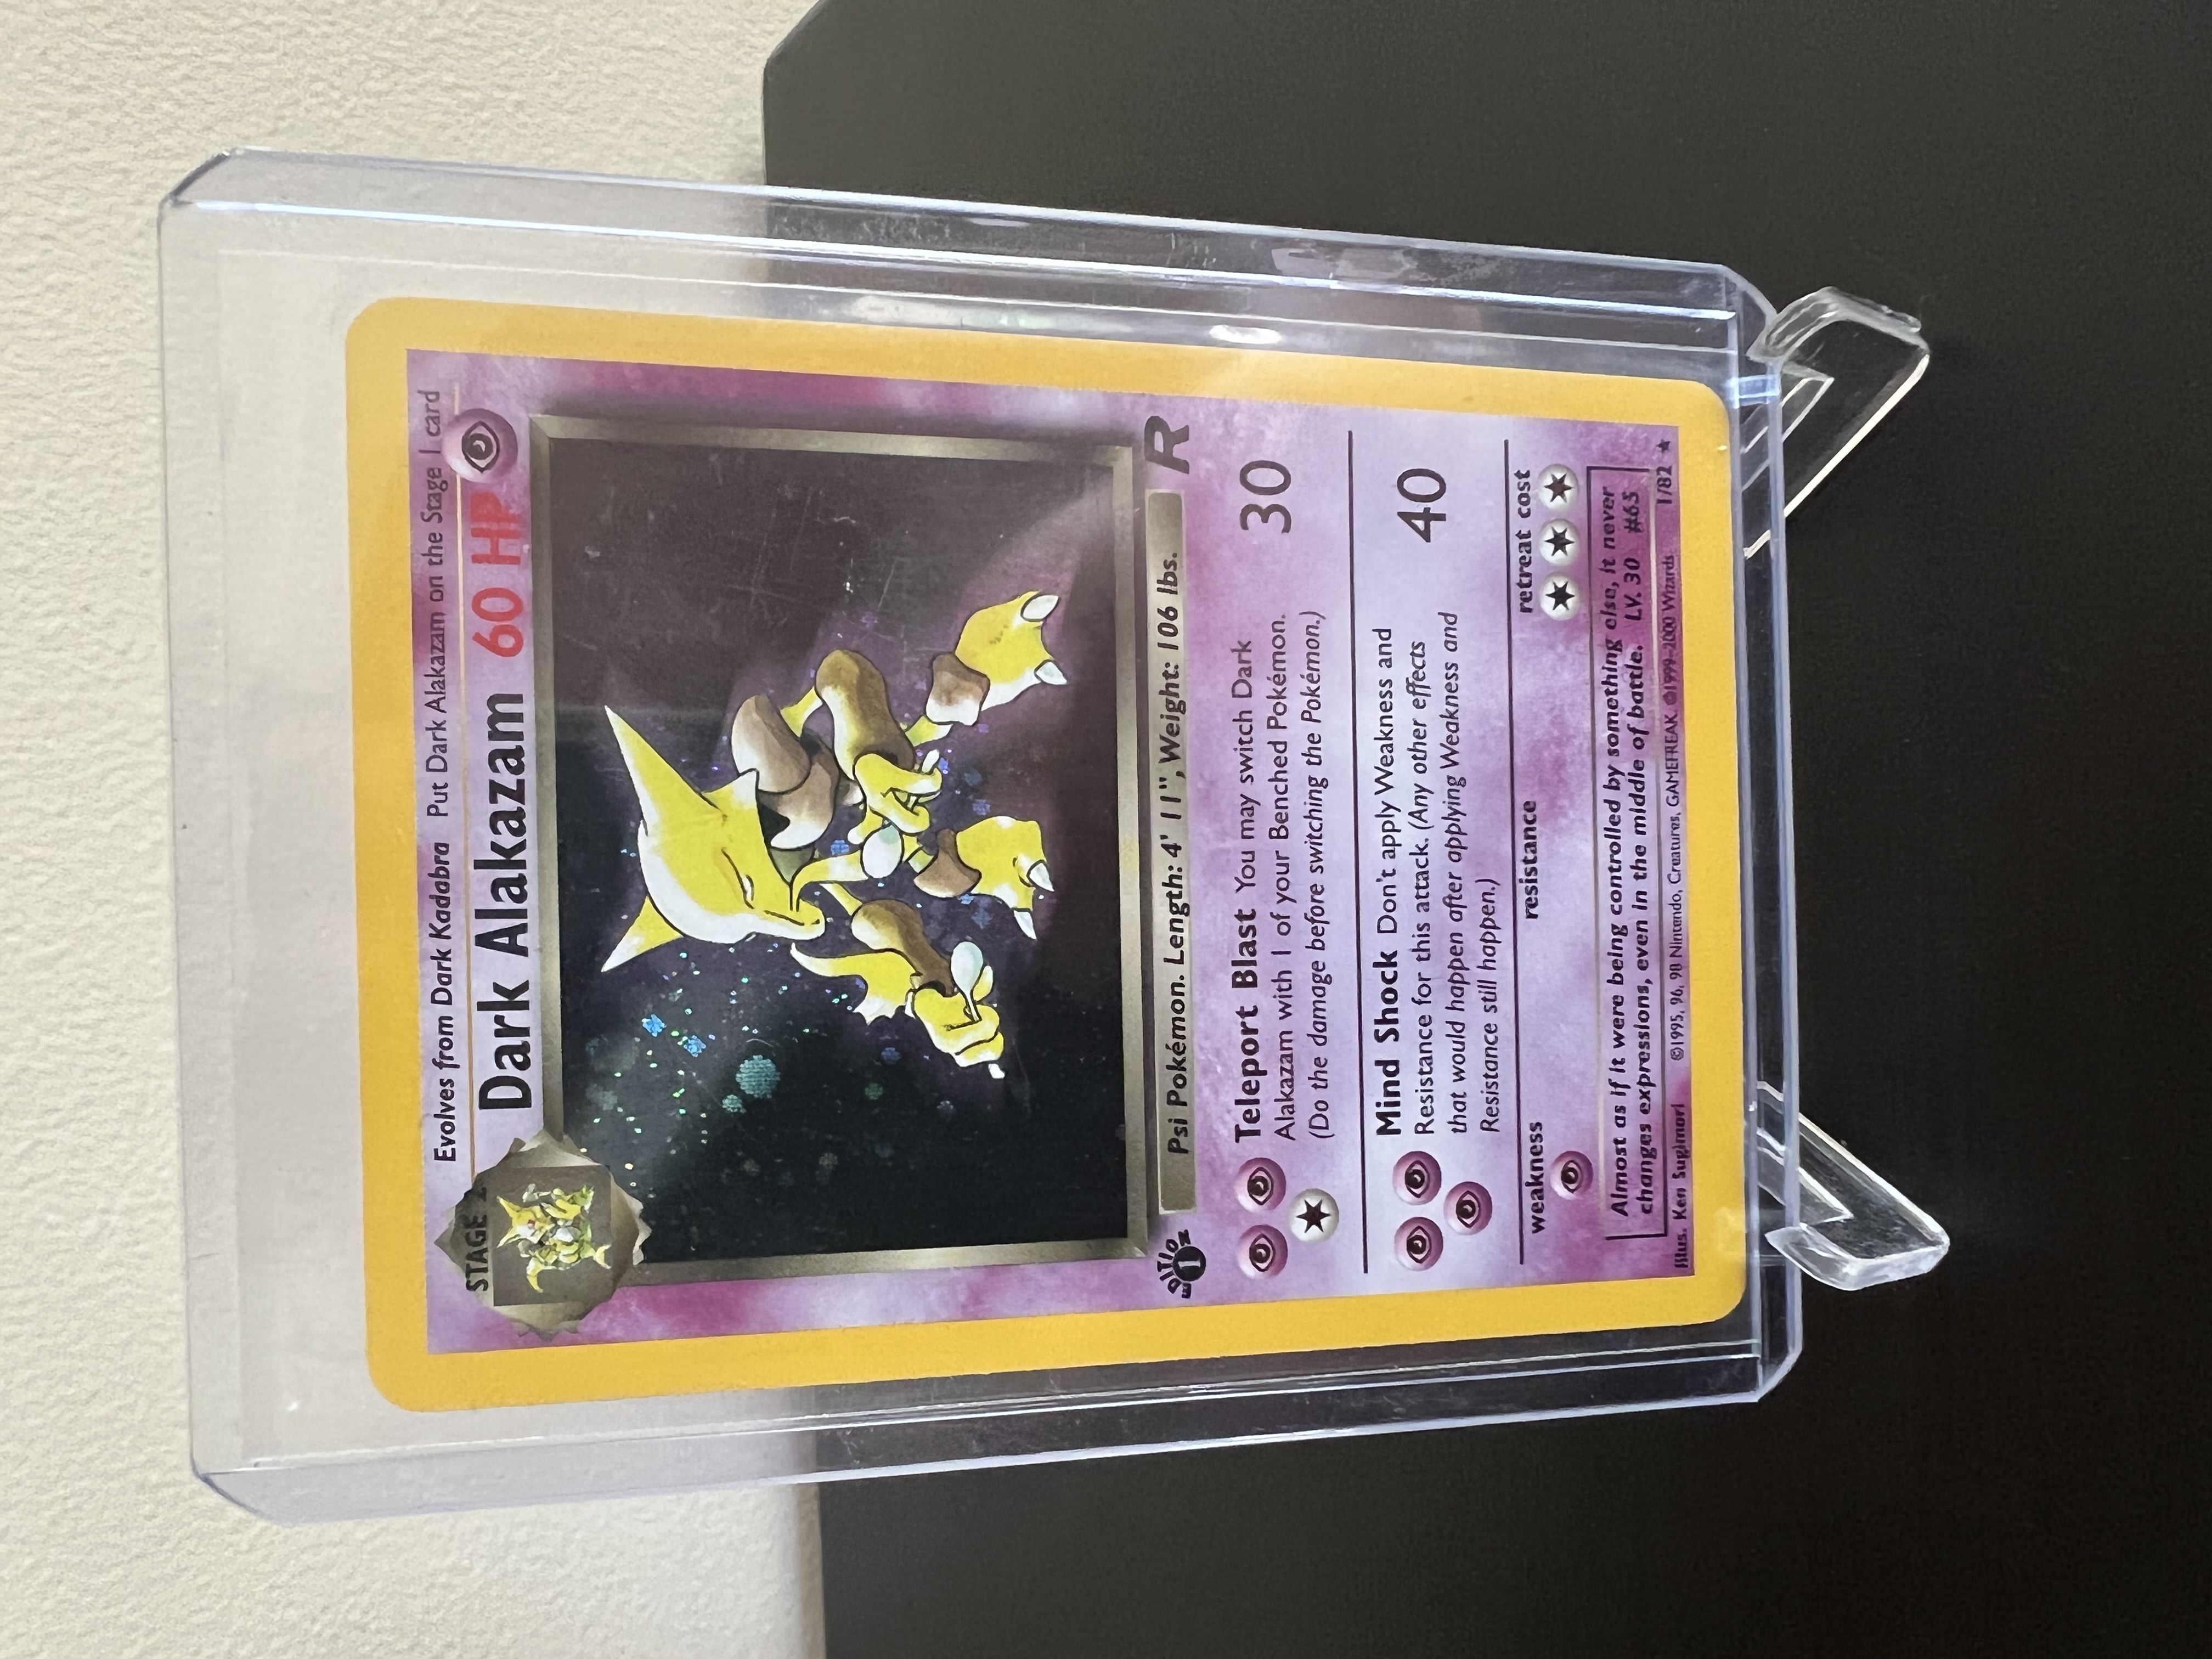 Evolves from Dark Kadabra Put Dark Alakazam on the Stage 1 card
STAGE 2
Dark Alakazam 60 HP
EDITION 1
Psi Pokémon. Length: 4' 11", Weight: 106 lbs.
R
Teleport Blast You may switch Dark
Alakazam with 1 of your Benched Pokémon.
(Do the damage before switching the Pokémon.)
30
Mind Shock Don't apply Weakness and
Resistance for this attack. (Any other effects
that would happen after applying Weakness and
Resistance still happen.)
40
weakness resistance retreat cost
Almost as if it were being controlled by something else, it never
changes expressions, even in the middle of battle. LV. 30 #65
Illus. Ken Sugimori ©1995, 96, 98 Nintendo, Creatures, GAMEFREAK. ©1999-2000 Wizards. 1/82 ★